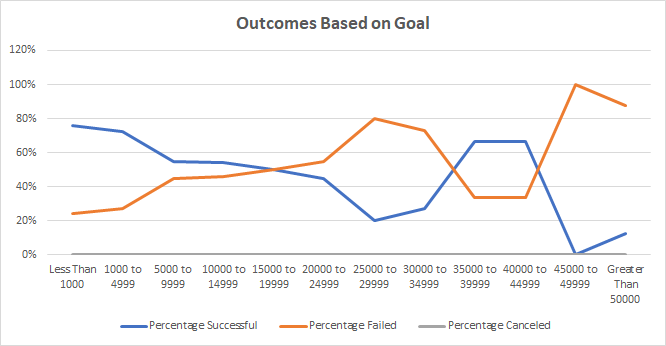 Outcomes Based on Goal
120%
100%
80%
60%
40%
20%
0%
Less Than 1000
1000 to 4999
5000 to 9999
10000 to 14999
15000 to 19999
20000 to 24999
25000 to 29999
30000 to 34999
35000 to 39999
40000 to 44999
45000 to 49999
Greater Than 50000
Percentage Successful
Percentage Failed
Percentage Canceled